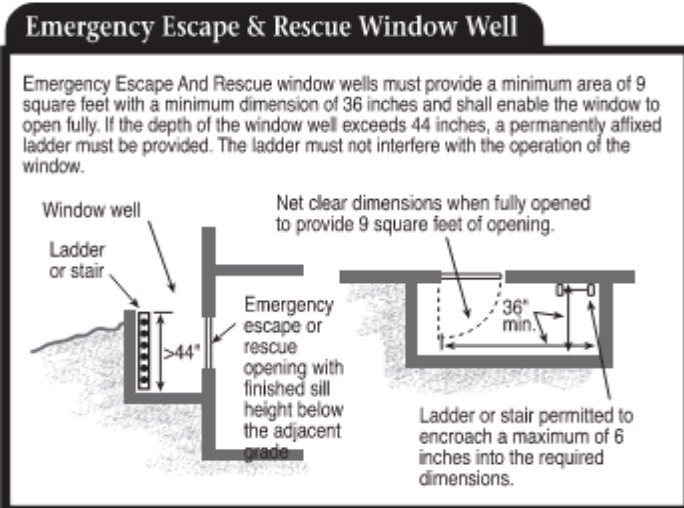 Emergency Escape & Rescue Window Well
Emergency Escape And Rescue window wells must provide a minimum area of 9
square feet with a minimum dimension of 36 inches and shall enable the window to
open fully. If the depth of the window well exceeds 44 inches, a permanently affixed
ladder must be provided. The ladder must not interfere with the operation of the
window.
Window well
Ladder
or stair
>44"
Emergency
escape or
rescue
opening with
finished sill
height below
the adjacent
grade
Net clear dimensions when fully opened
to provide 9 square feet of opening.
36"
min.
Ladder or stair permitted to
encroach a maximum of 6
inches into the required
dimensions.